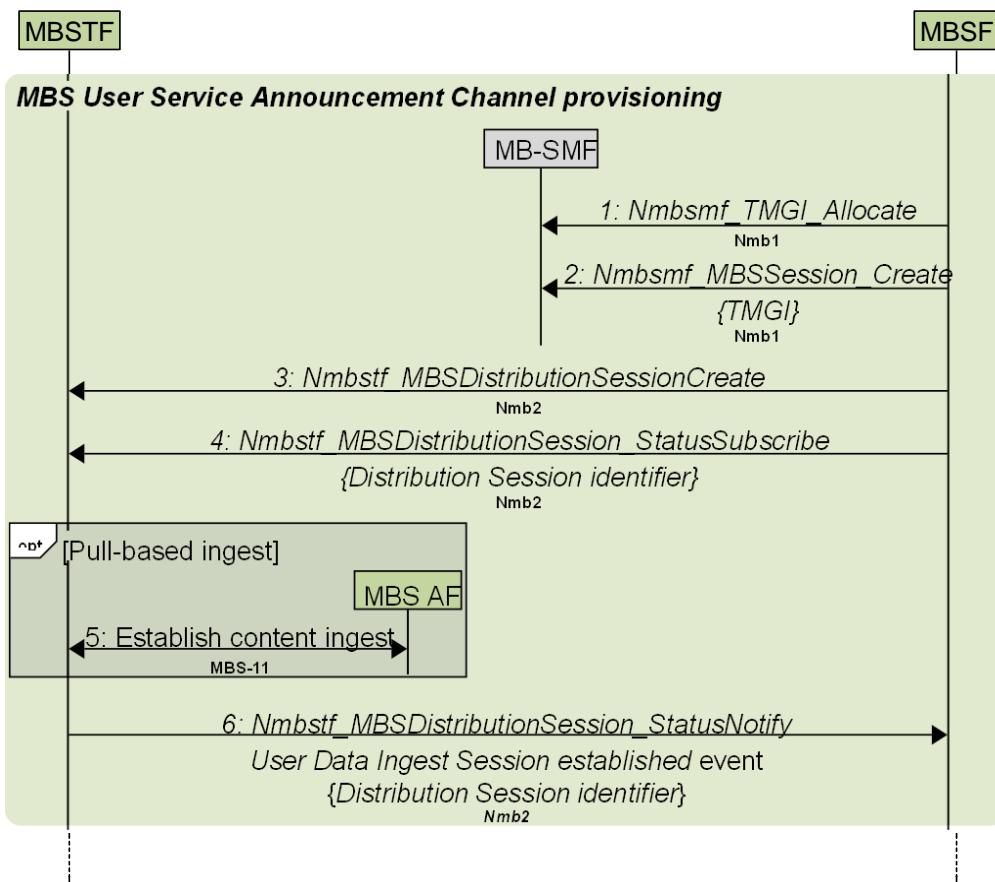 MBSTF
MBSF
MBS User Service Announcement Channel provisioning
MB-SMF
1: Nmbsmf_TMGI_Allocate
Nmb1
2: Nmbsmf_MBSSession_Create
{TMGI}
Nmb1
3: Nmbstf_MBSDistributionSessionCreate
Nmb2
4: Nmbstf_MBSDistributionSession_StatusSubscribe
{Distribution Session identifier}
Nmb2
opt
[Pull-based ingest]
MBS AF
5: Establish content ingest
MBS-11
6: Nmbstf_MBSDistributionSession_StatusNotify
User Data Ingest Session established event
{Distribution Session identifier}
Nmb2